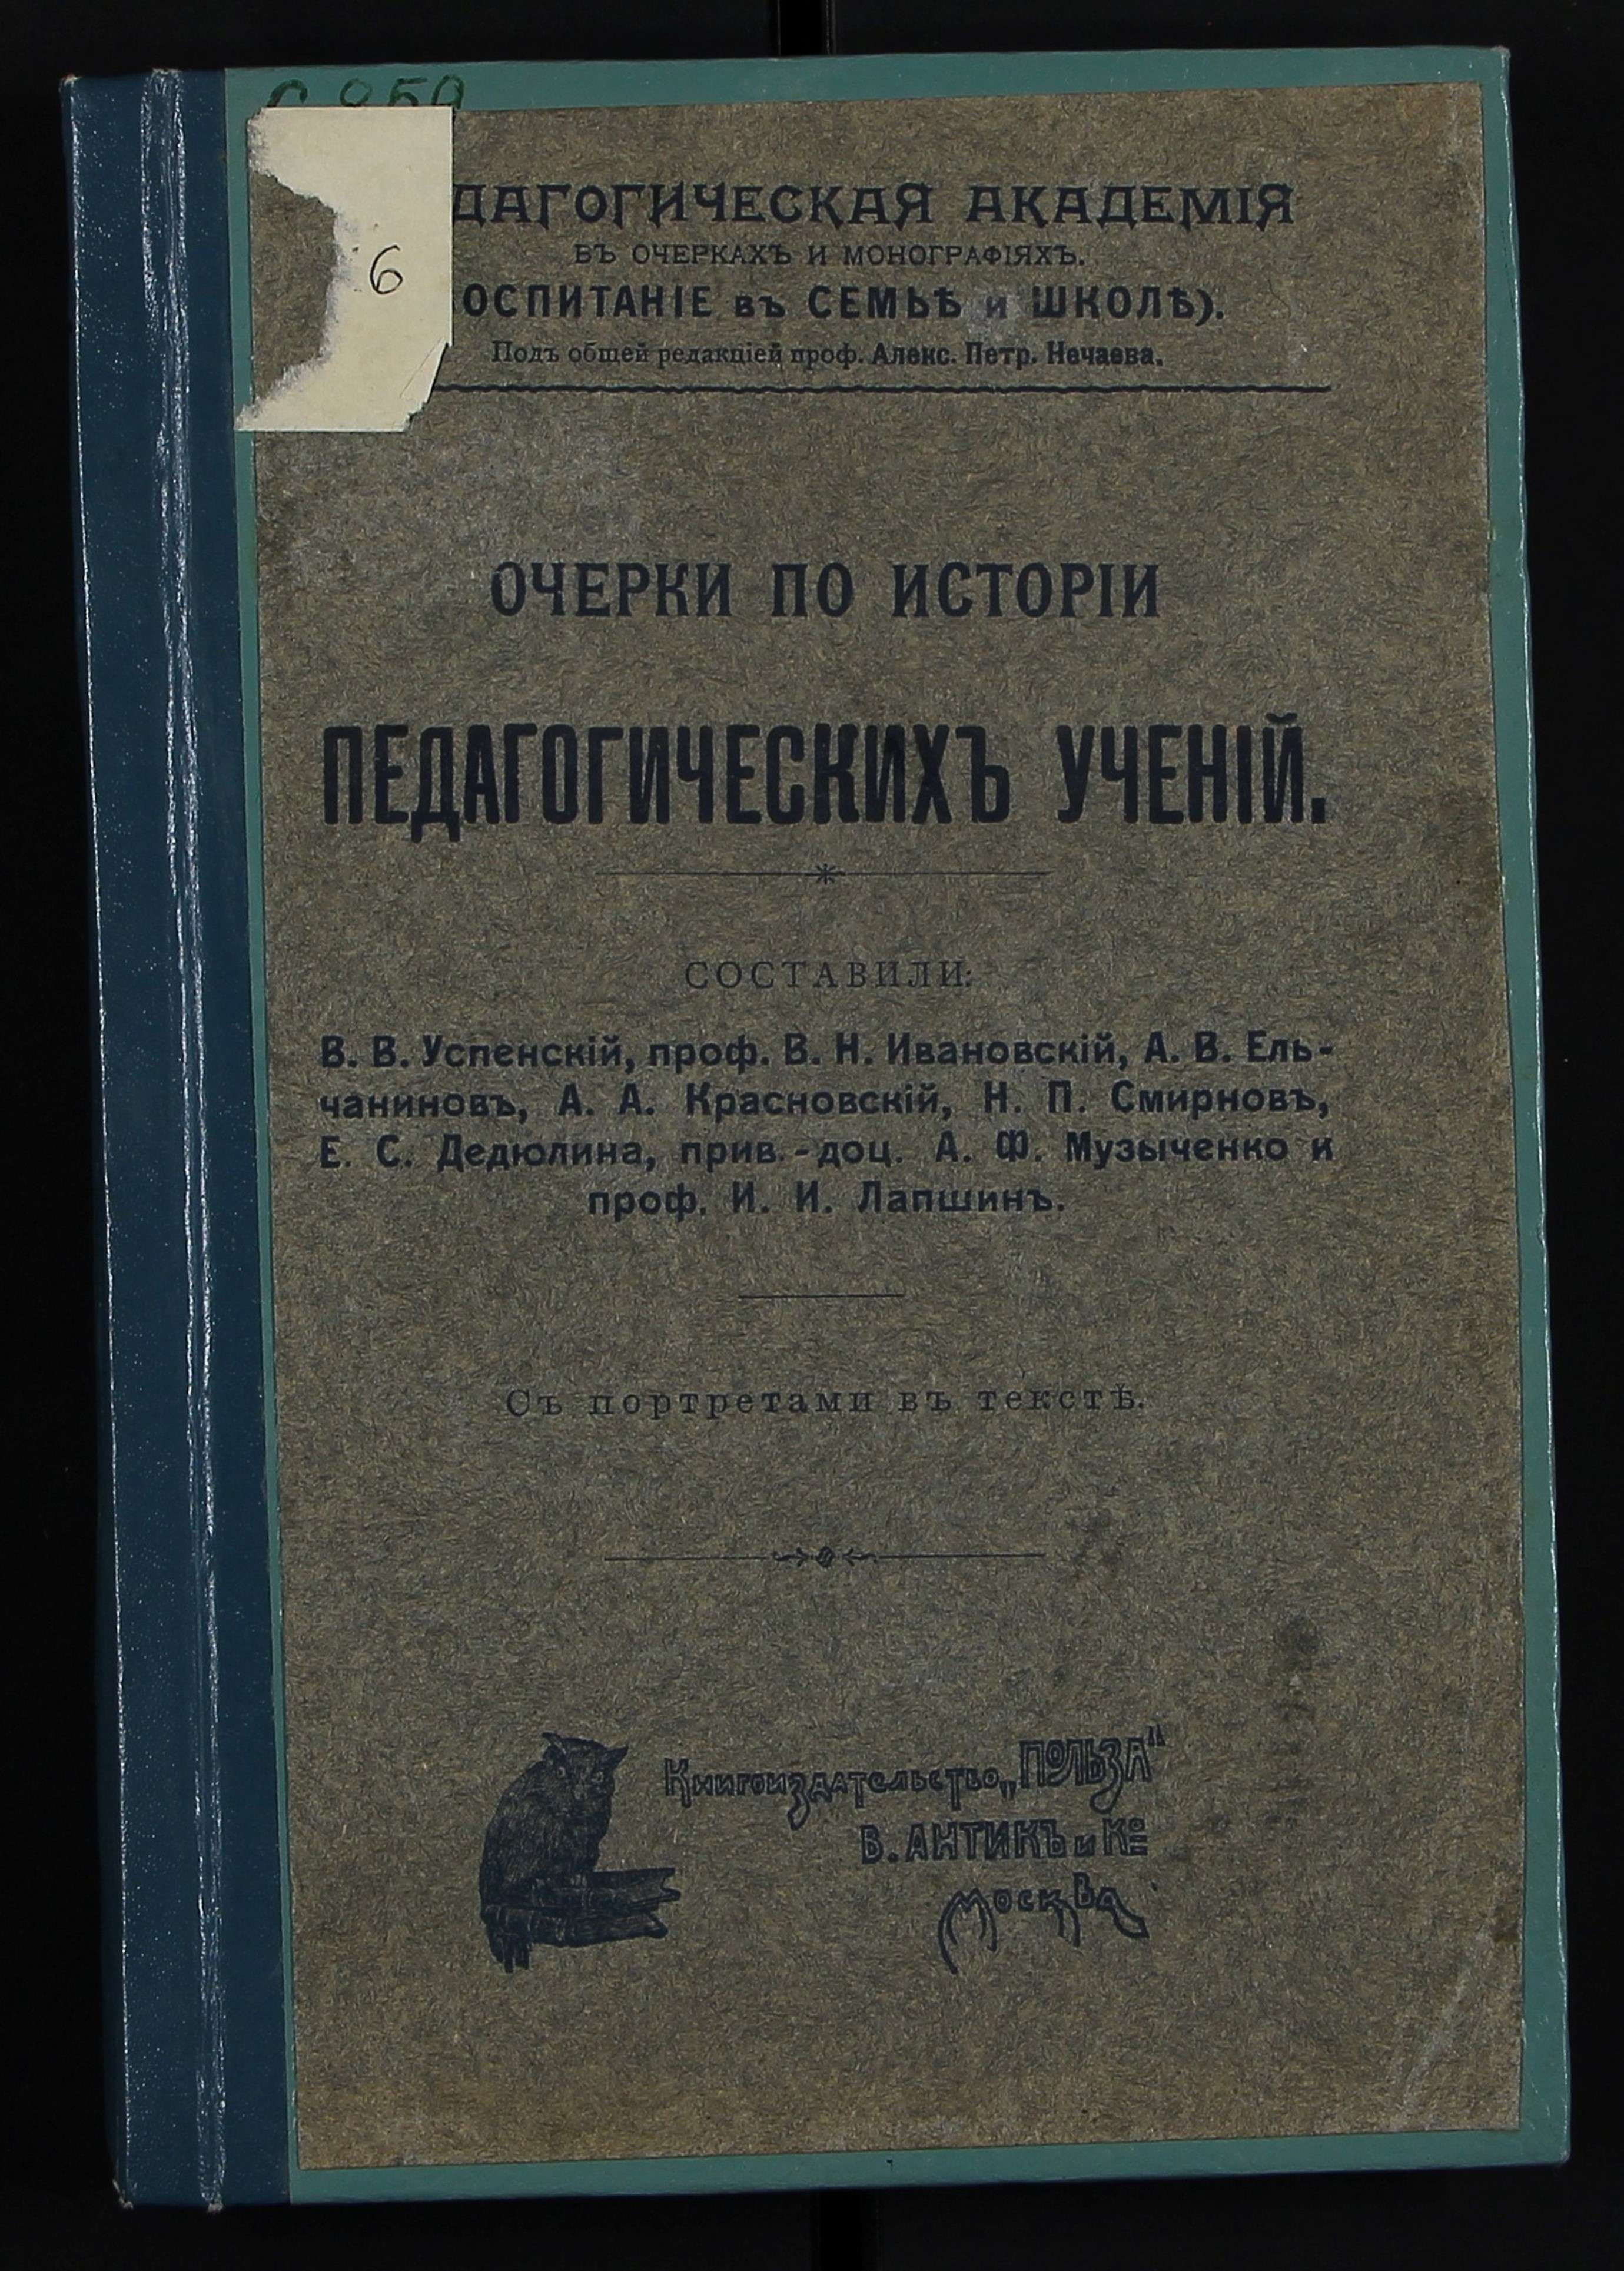 6
ДАГОГИЧЕСКАЯ АКАДЕМІЯ
ВЪ ОЧЕРКАХЪ И МОНОГРАФІЯХЪ.
ОСПИТАНІЕ въ СЕМЬѢ и ШКОЛѢ).
Подъ общей редакціей проф. Алекс. Петр. Нечаева.
ОЧЕРКИ ПО ИСТОРІИ
ПЕДАГОГИЧЕСКИХЪ УЧЕНІЙ.
СОСТАВИЛИ:
В. В. Успенскій, проф. В. Н. Ивановскій, А. В. Ель-
чаниновъ, А. А. Красновскій, Н. П. Смирновъ,
Е. С. Дедюлина, прив.-доц. А. Ф. Музыченко и
проф. И. И. Лапшинъ.
Съ портретами въ текстѣ.
Книгоиздательство „ПОЛЬЗА“
В. АНТИКЪ и Кº
МОСКВА